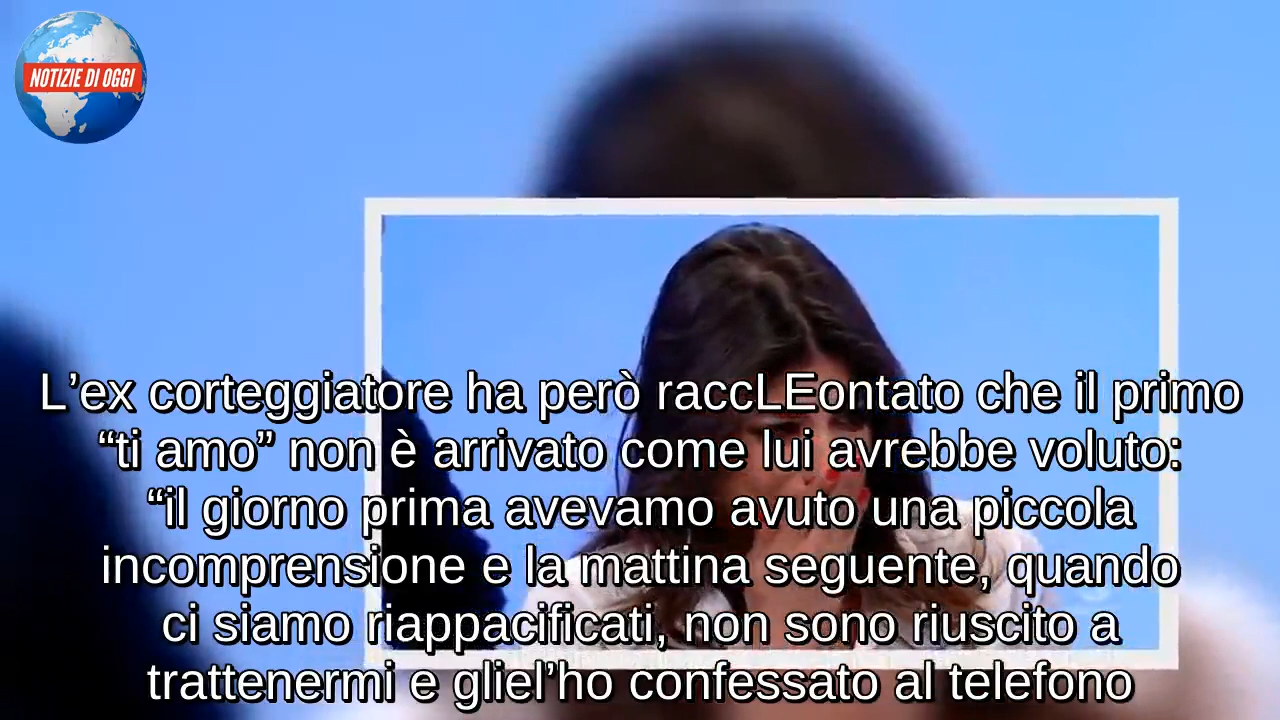 NOTIZIE DI OGGI
L’ex corteggiatore ha però raccLEontato che il primo
“ti amo” non è arrivato come lui avrebbe voluto:
“il giorno prima avevamo avuto una piccola
incomprensione e la mattina seguente, quando
ci siamo riappacificati, non sono riuscito a
trattenermi e gliel’ho confessato al telefono